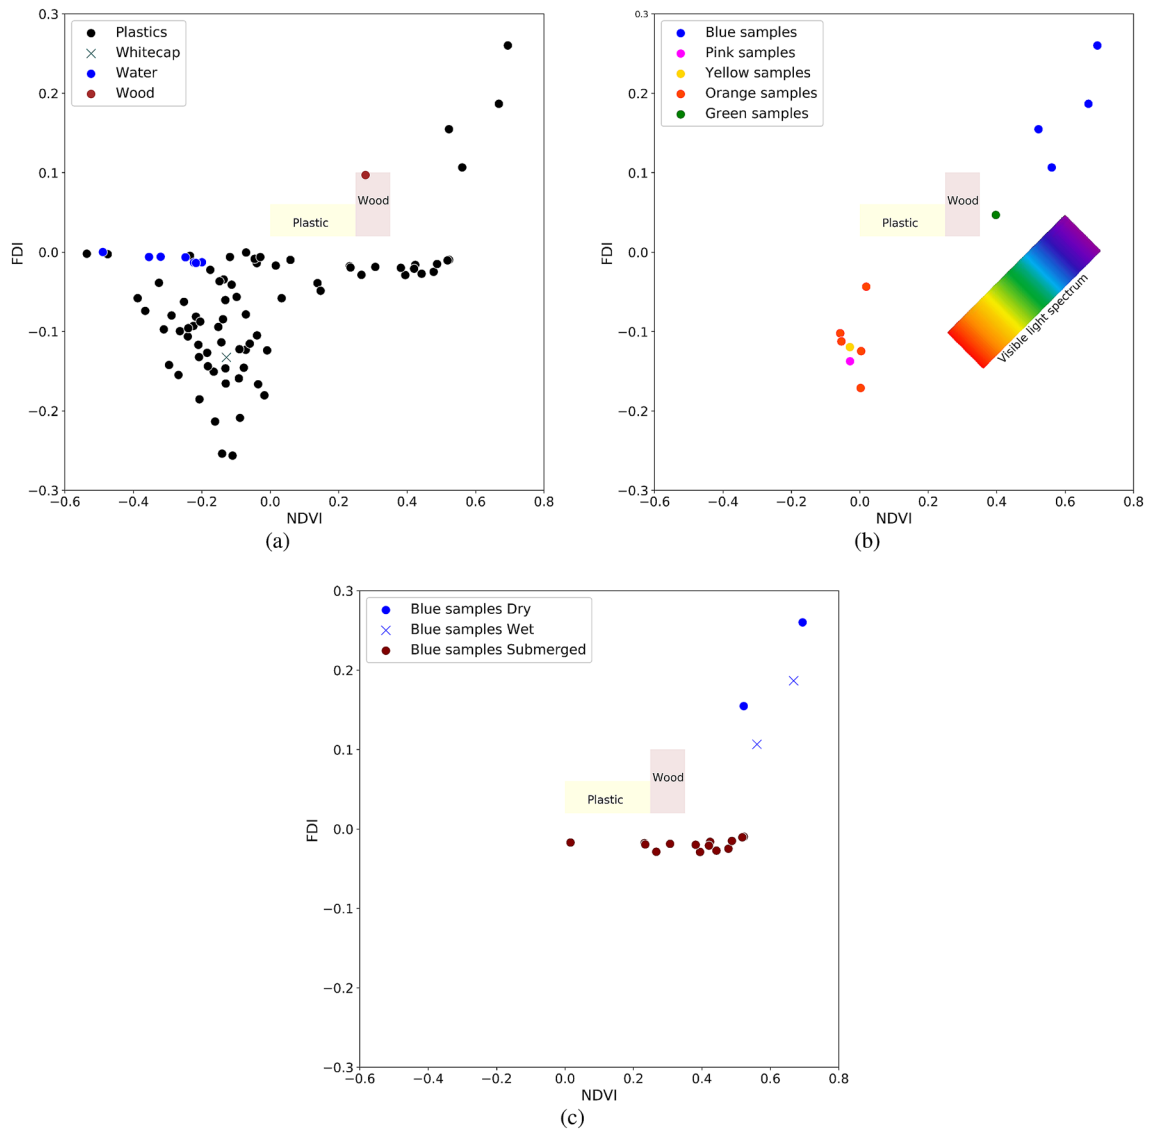 0.3
0.2
0.1
0.0
−0.1
−0.2
−0.3
FDI
Plastics
Whitecap
Water
Wood
Wood
Plastic
−0.6 −0.4 −0.2 0.0 0.2 0.4 0.6 0.8
NDVI
(a)
0.3
0.2
0.1
0.0
−0.1
−0.2
−0.3
FDI
Blue samples
Pink samples
Yellow samples
Orange samples
Green samples
Wood
Plastic
Visible light spectrum
−0.6 −0.4 −0.2 0.0 0.2 0.4 0.6 0.8
NDVI
(b)
0.3
0.2
0.1
0.0
−0.1
−0.2
−0.3
FDI
Blue samples Dry
Blue samples Wet
Blue samples Submerged
Wood
Plastic
−0.6 −0.4 −0.2 0.0 0.2 0.4 0.6 0.8
NDVI
(c)